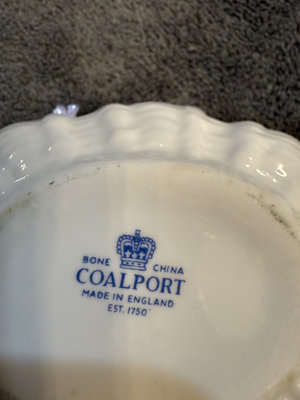 BONE CHINA
COALPORT
MADE IN ENGLAND
EST. 1750